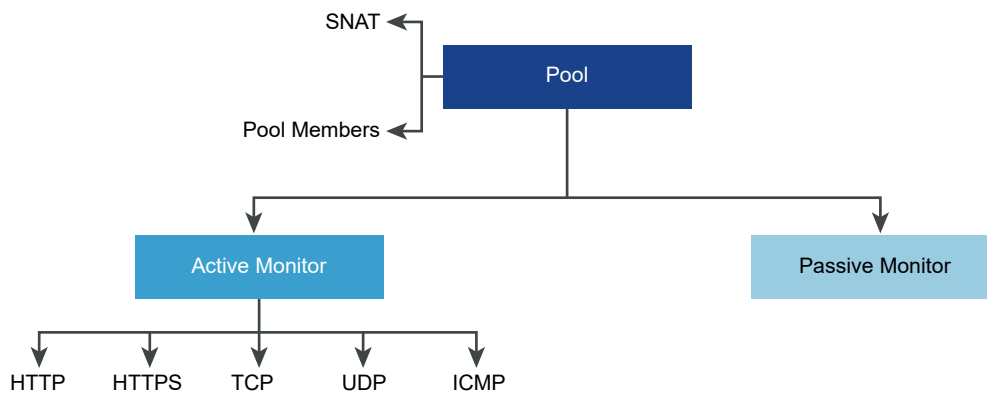 SNAT
Pool
Pool Members
Active Monitor
Passive Monitor
HTTP
HTTPS
TCP
UDP
ICMP